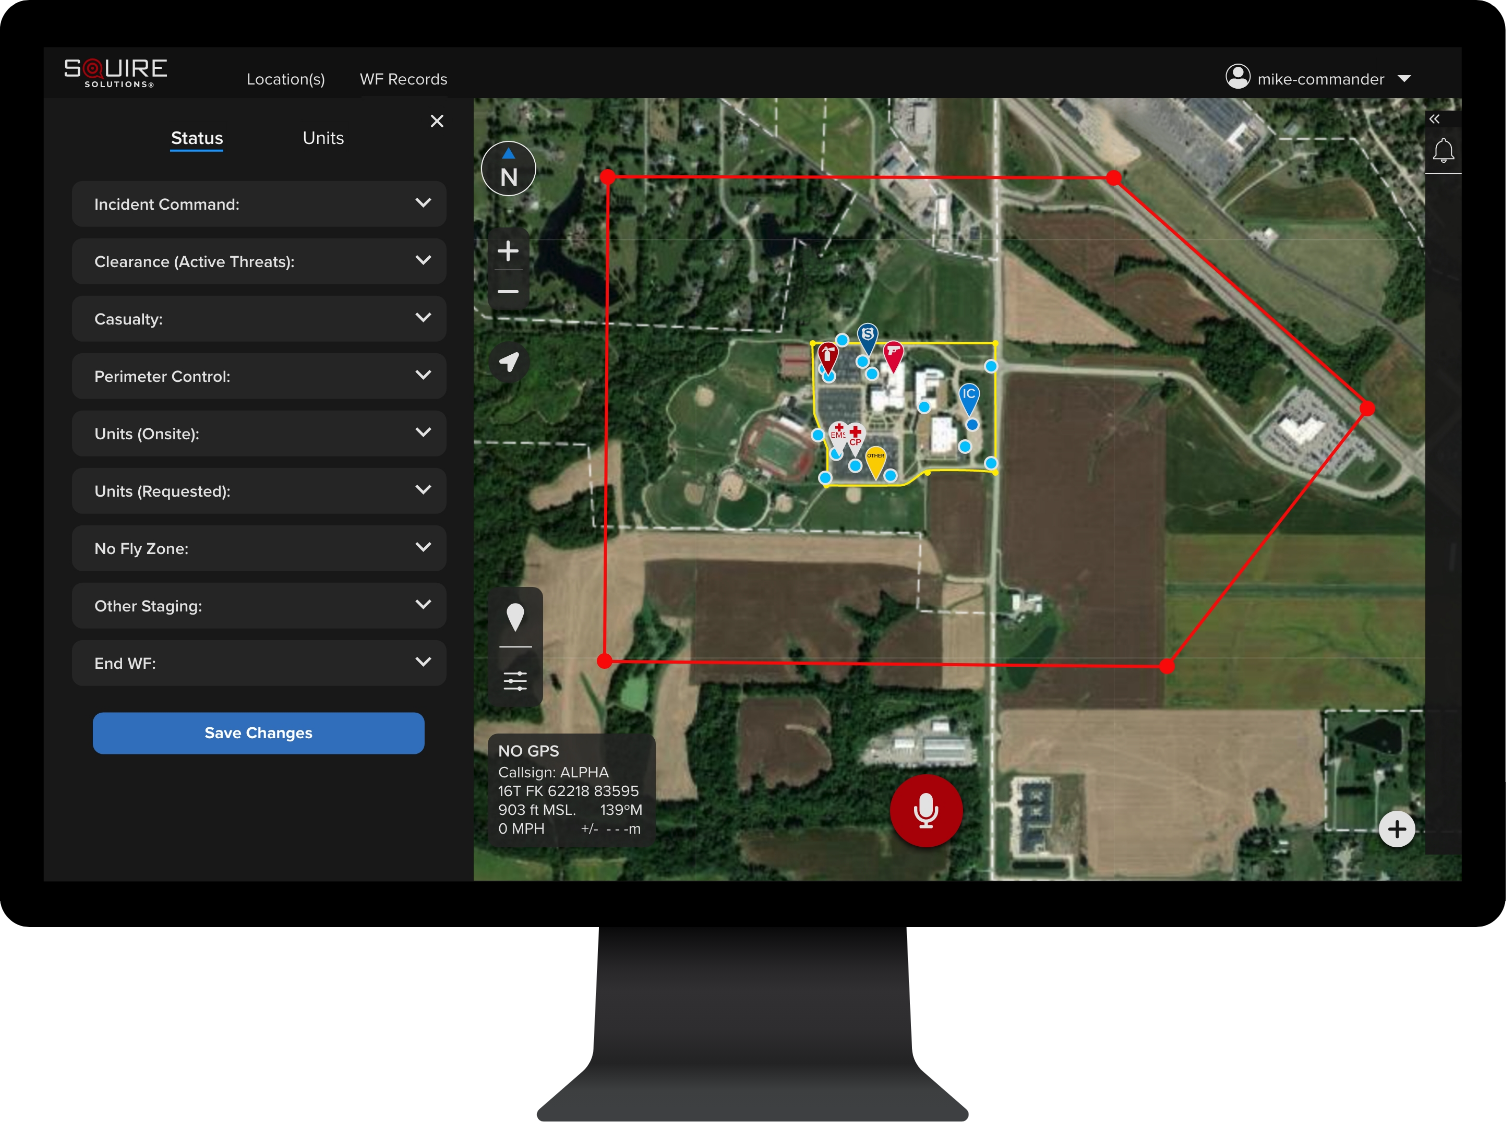 SQUIRE
SOLUTIONS®
Location(s)
WF Records
mike-commander
Status
Units
Incident Command:
Clearance (Active Threats):
Casualty:
Perimeter Control:
Units (Onsite):
Units (Requested):
No Fly Zone:
Other Staging:
End WF:
Save Changes
N
S
IC
EMS
CP
OTHER
NO GPS
Callsign: ALPHA
16T FK 62218 83595
903 ft MSL. 139°M
0 MPH +/- - - -m